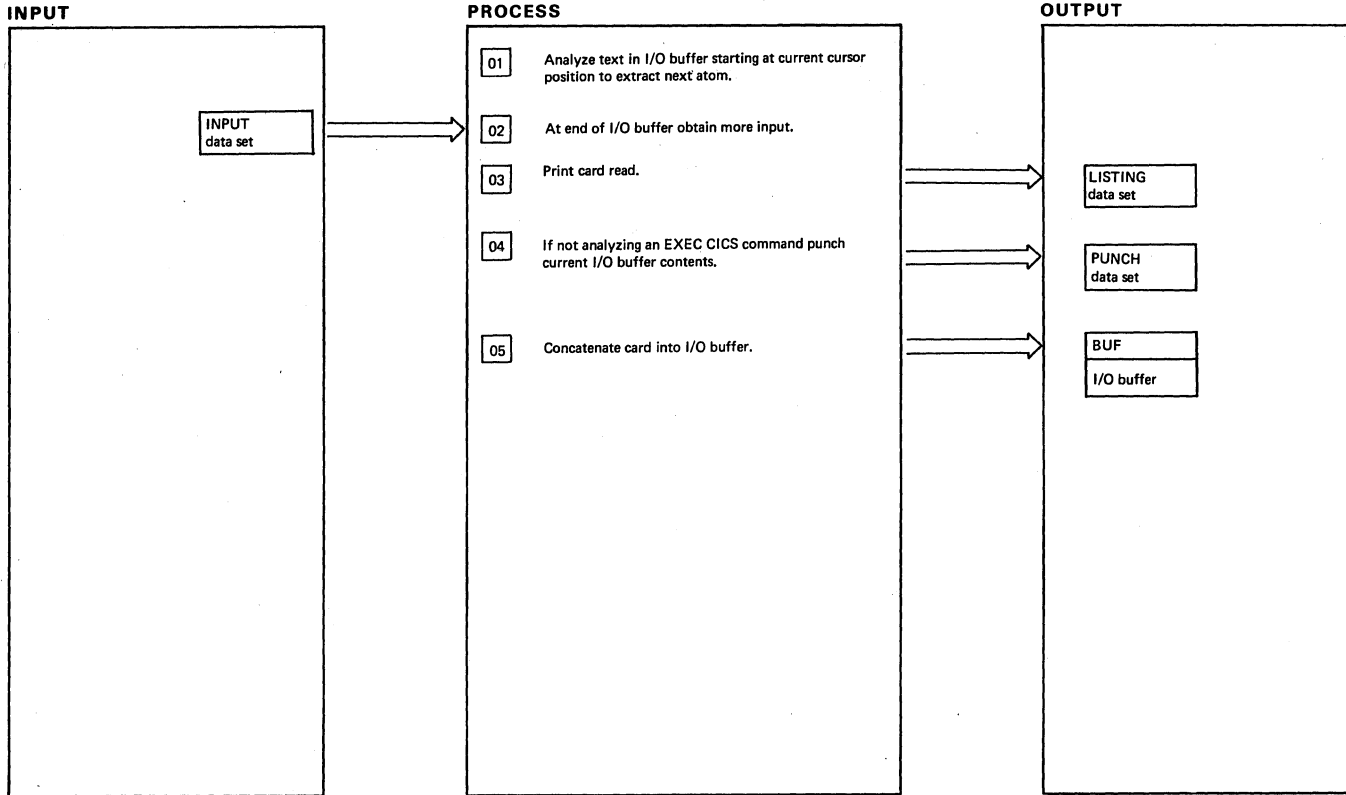 INPUT
PROCESS
OUTPUT
01
Analyze text in I/O buffer starting at current cursor
position to extract next atom.
INPUT
data set
02
At end of I/O buffer obtain more input.
03
Print card read.
LISTING
data set
04
If not analyzing an EXEC CICS command punch
current I/O buffer contents.
PUNCH
data set
05
Concatenate card into I/O buffer.
BUF
I/O buffer